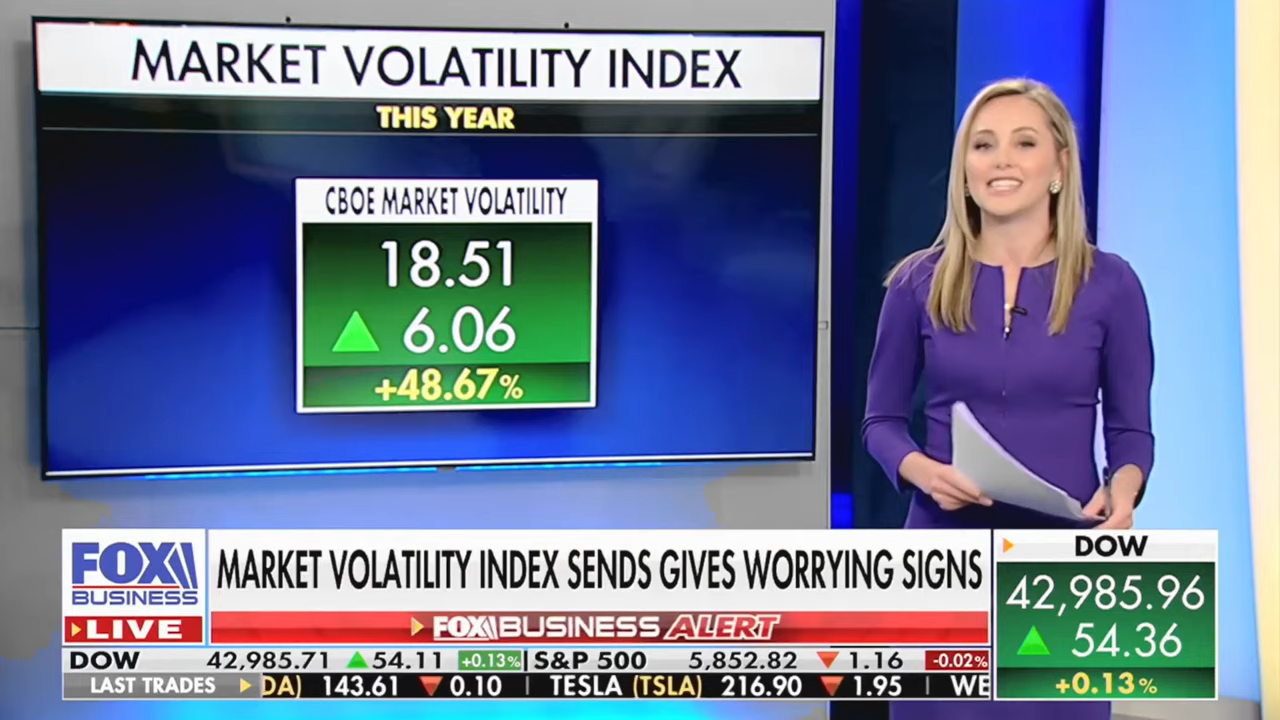 MARKET VOLATILITY INDEX
THIS YEAR
CBOE MARKET VOLATILITY
18.51
▲ 6.06
+48.67%
FOX BUSINESS
LIVE
MARKET VOLATILITY INDEX SENDS GIVES WORRYING SIGNS
FOX BUSINESS ALERT
DOW 42,985.71 ▲ 54.11 +0.13% | S&P 500 5,852.82 ▼ 1.16 -0.02%
LAST TRADES DA) 143.61 ▼ 0.10 | TESLA (TSLA) 216.90 ▼ 1.95 | WE
DOW
42,985.96
▲ 54.36
+0.13%